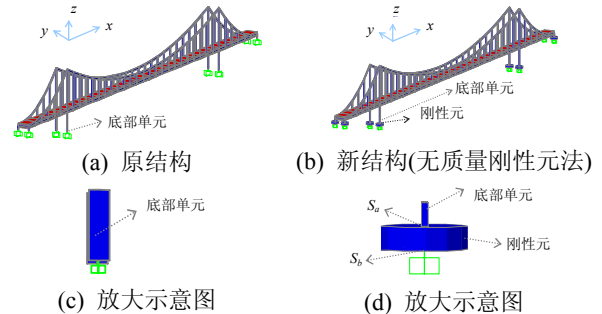 z
y
x
底部单元
(a) 原结构
z
y
x
底部单元
刚性元
(b) 新结构(无质量刚性元法)
底部单元
(c) 放大示意图
底部单元
Sa
刚性元
Sb
(d) 放大示意图